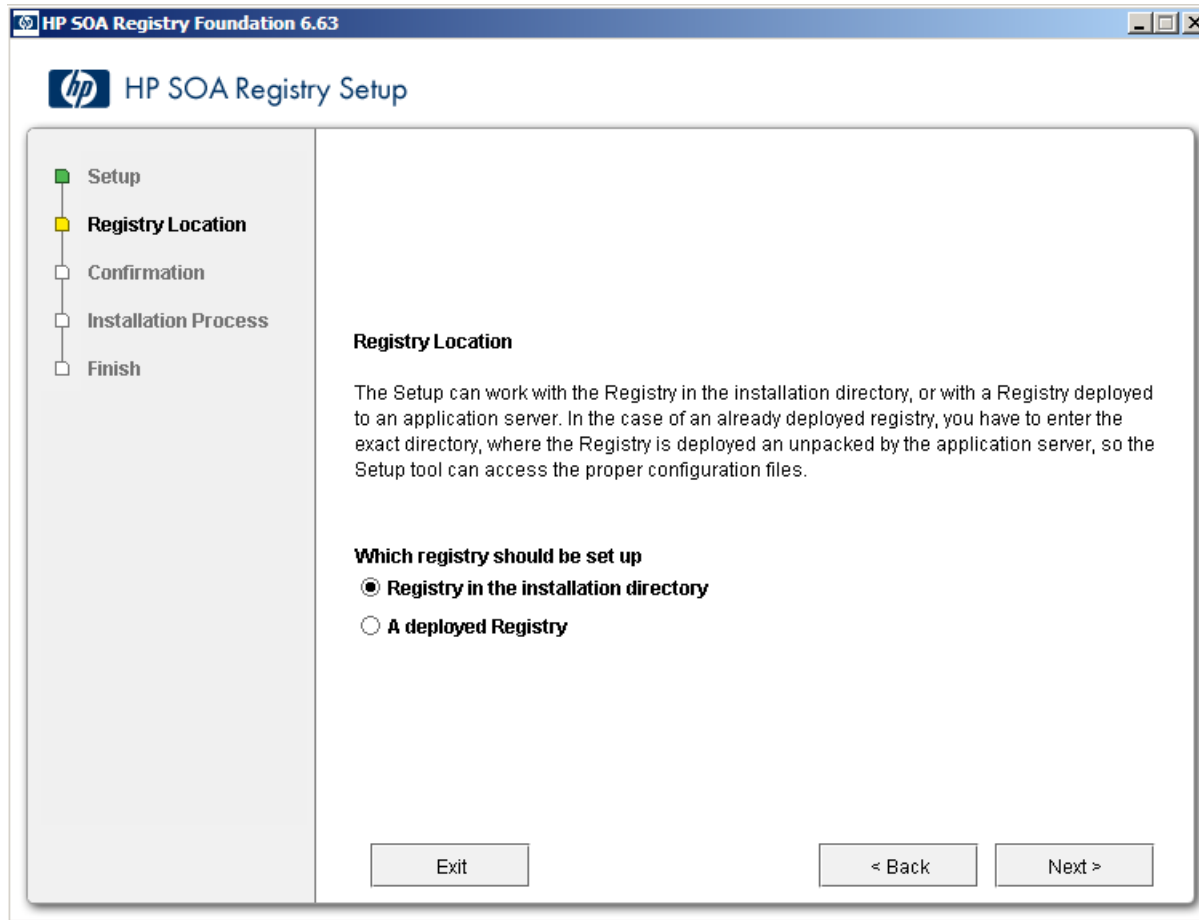 HP SOA Registry Foundation 6.63
hp HP SOA Registry Setup
Setup
Registry Location
Confirmation
Installation Process
Finish
Registry Location
The Setup can work with the Registry in the installation directory, or with a Registry deployed
to an application server. In the case of an already deployed registry, you have to enter the
exact directory, where the Registry is deployed an unpacked by the application server, so the
Setup tool can access the proper configuration files.
Which registry should be set up
Registry in the installation directory
A deployed Registry
Exit < Back Next >